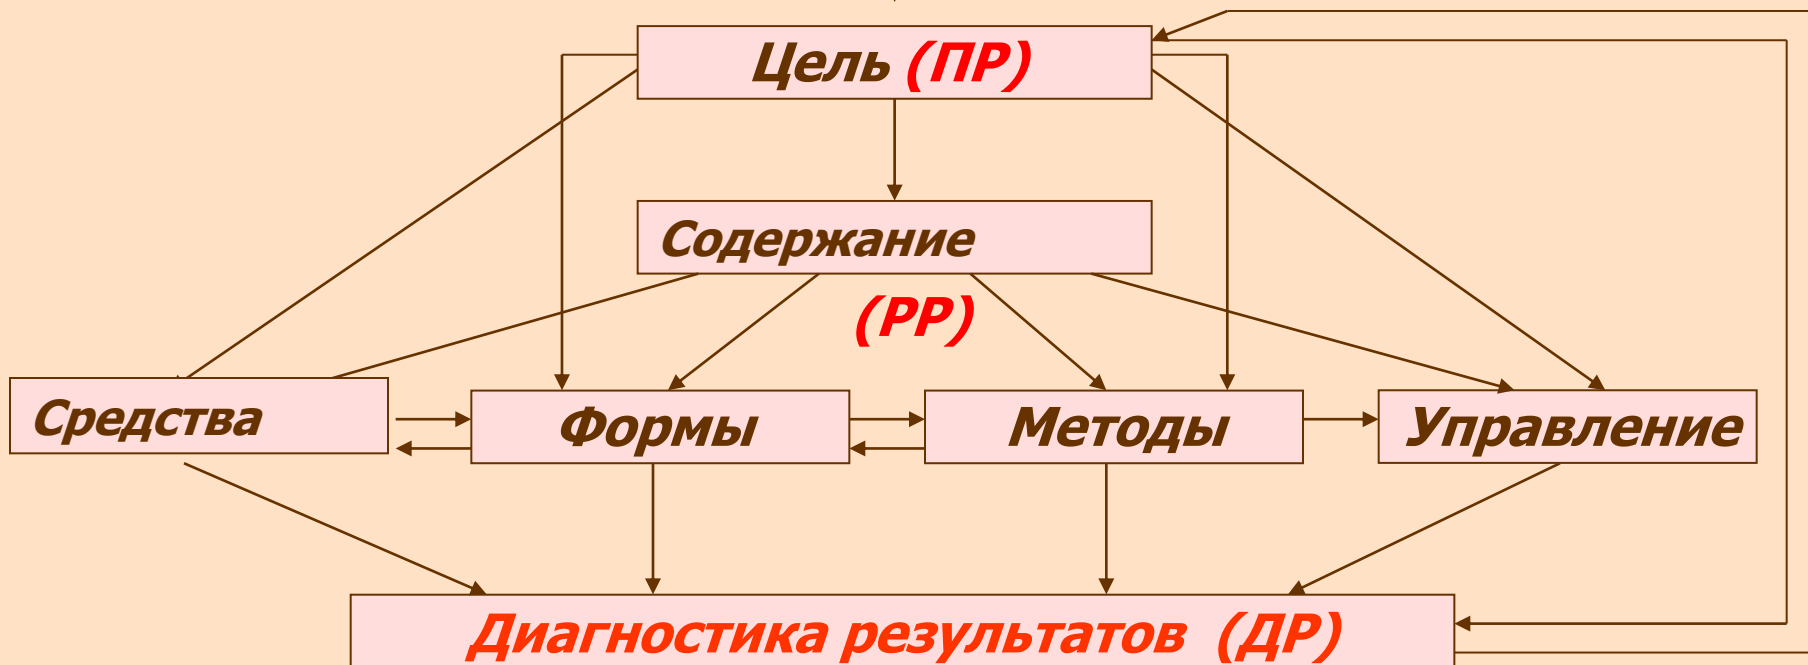 Цель (ПР)
Содержание
(РР)
Средства
Формы
Методы
Управление
Диагностика результатов (ДР)